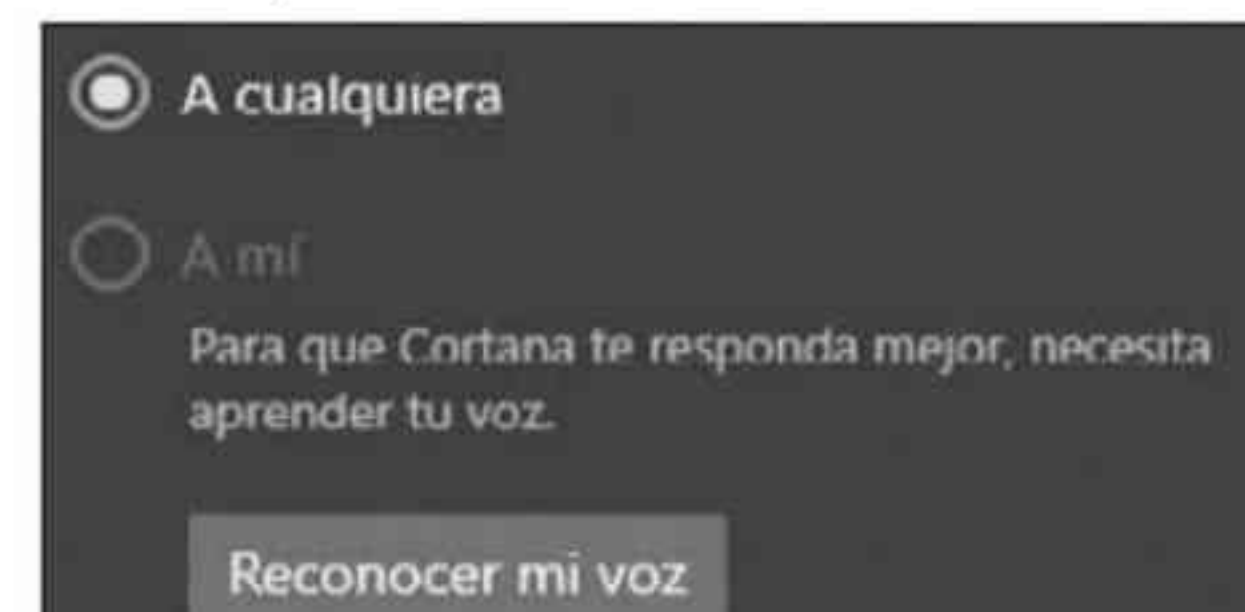 A cualquiera
A mí
Para que Cortana te responda mejor, necesita
aprender tu voz.
Reconocer mi voz